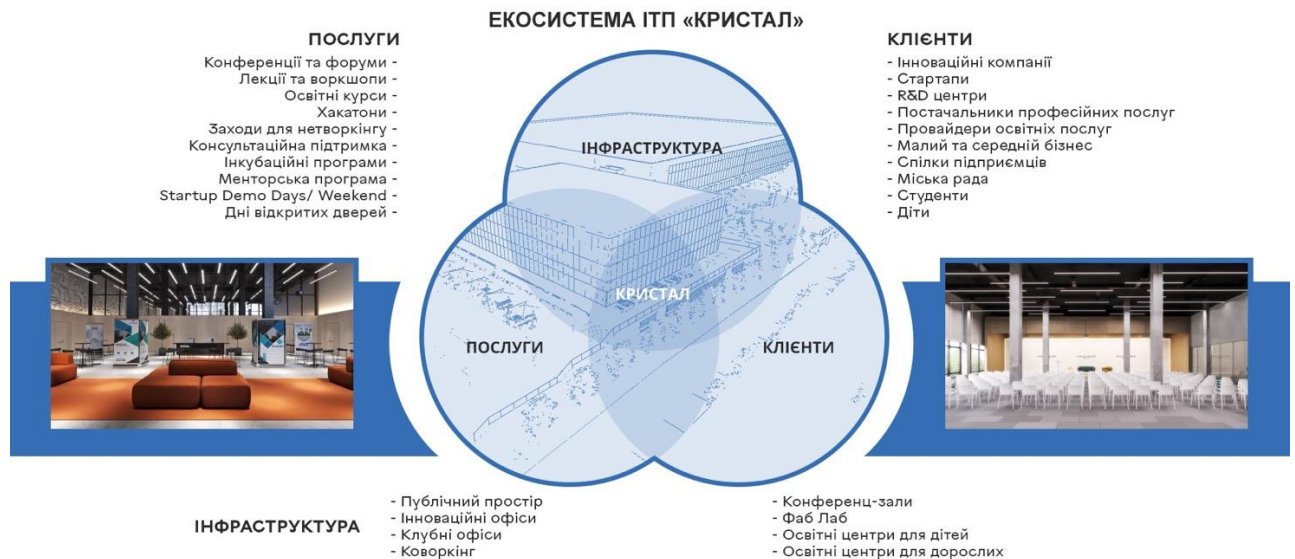 ЕКОСИСТЕМА ІТП «КРИСТАЛ»
ПОСЛУГИ
Конференції та форуми -
Лекції та воркшопи -
Освітні курси -
Хакатони -
Заходи для нетворкінгу -
Консультаційна підтримка -
Інкубаційні програми -
Менторська програма -
Startup Demo Days/ Weekend -
Дні відкритих дверей -
КЛІЄНТИ
- Інноваційні компанії
- Стартапи
- R&D центри
- Постачальники професійних послуг
- Провайдери освітніх послуг
- Малий та середній бізнес
- Спілки підприємців
- Міська рада
- Студенти
- Діти
ІНФРАСТРУКТУРА
КРИСТАЛ
ПОСЛУГИ
КЛІЄНТИ
ІНФРАСТРУКТУРА
- Публічний простір
- Інноваційні офіси
- Клубні офіси
- Коворкінг
- Конференц-зали
- Фаб Лаб
- Освітні центри для дітей
- Освітні центри для дорослих